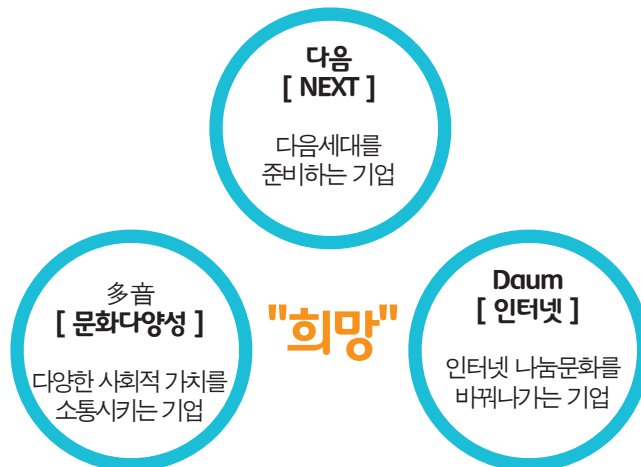 다음
[ NEXT ]
다음세대를
준비하는 기업
多音
[ 문화다양성 ]
다양한 사회적 가치를
소통시키는 기업
"희망"
Daum
[ 인터넷 ]
인터넷 나눔문화를
바꿔나가는 기업